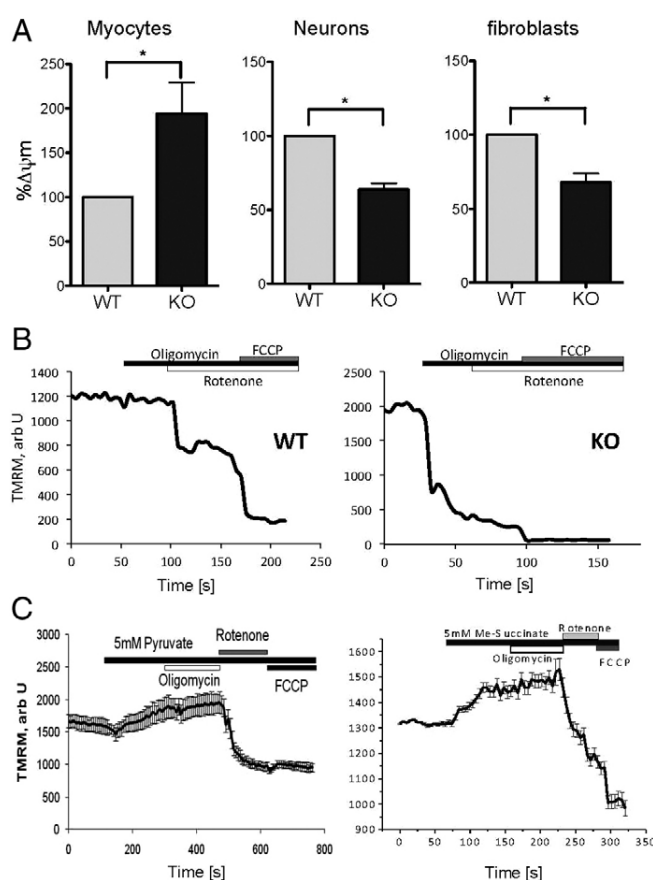 A
Myocytes
Neurons
fibroblasts
%Δψm
250
200
150
100
50
0
*
WT
KO
150
100
50
0
*
WT
KO
150
100
50
0
*
WT
KO
B
Oligomycin
FCCP
Rotenone
TMRM, arb U
1400
1200
1000
800
600
400
200
0
WT
0 50 100 150 200 250
Time [s]
Oligomycin
FCCP
Rotenone
2500
2000
1500
1000
500
0
KO
0 50 100 150
Time [s]
C
5mM Pyruvate
Rotenone
Oligomycin
FCCP
TMRM, arb U
3000
2500
2000
1500
1000
500
0
0 200 400 600 800
Time [s]
5mM Me-S uccinate
Rotenone
Oligomycin
FCCP
1600
1500
1400
1300
1200
1100
1000
900
0 50 100 150 200 250 300 350
Time [s]